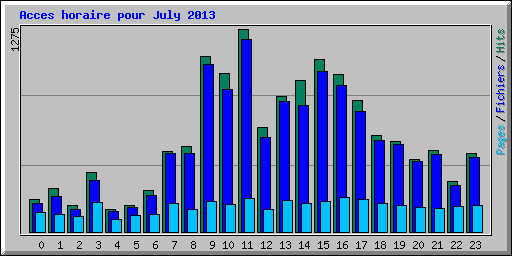 Acces horaire pour July 2013
1275
Pages/Fichiers/Hits
0 1 2 3 4 5 6 7 8 9 10 11 12 13 14 15 16 17 18 19 20 21 22 23